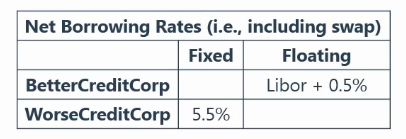 Net Borrowing Rates (i.e., including swap)
Fixed Floating
BetterCreditCorp Libor + 0.5%
WorseCreditCorp 5.5%